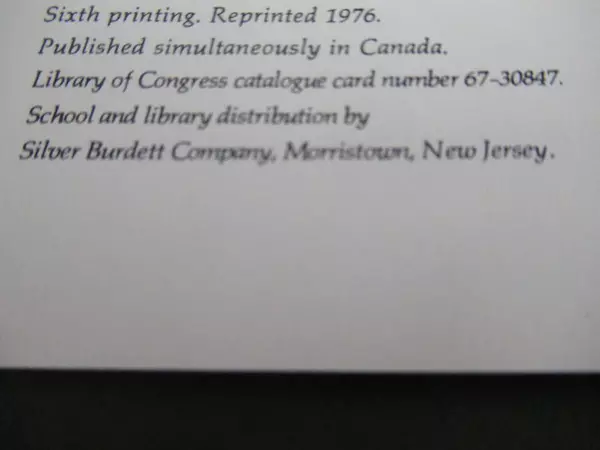 Sixth printing. Reprinted 1976.
Published simultaneously in Canada.
Library of Congress catalogue card number 67-30847.
School and library distribution by
Silver Burdett Company, Morristown, New Jersey.